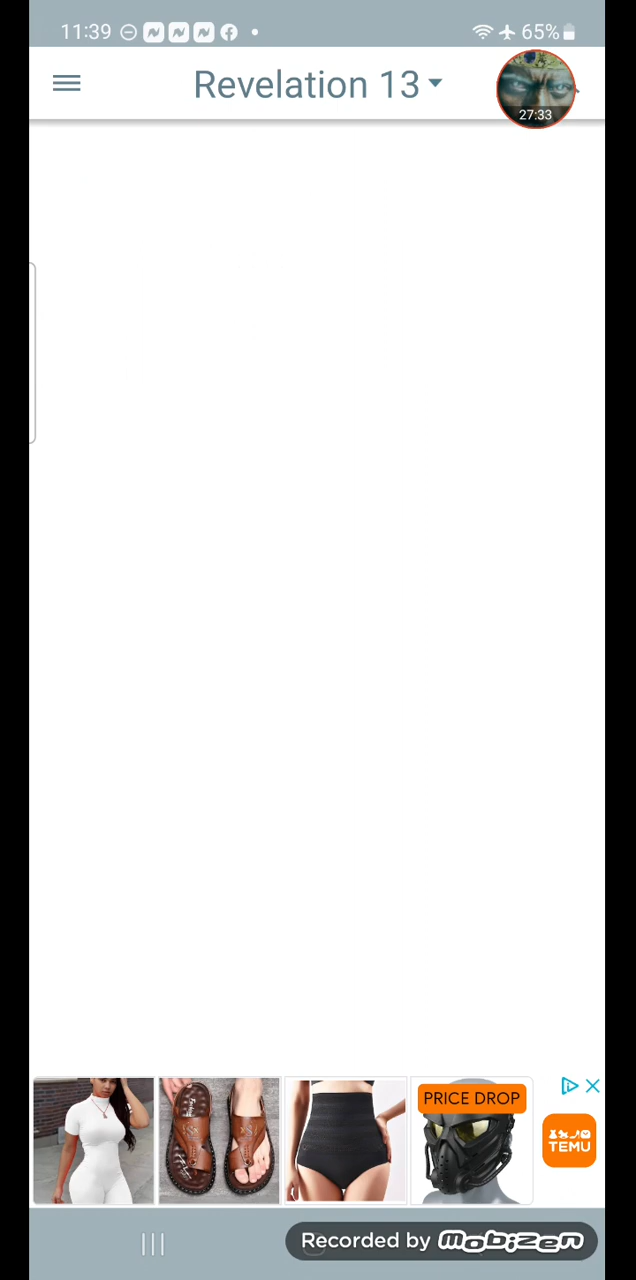 11:39
65%
Revelation 13
27:33
PRICE DROP
TEMU
Recorded by mobizen